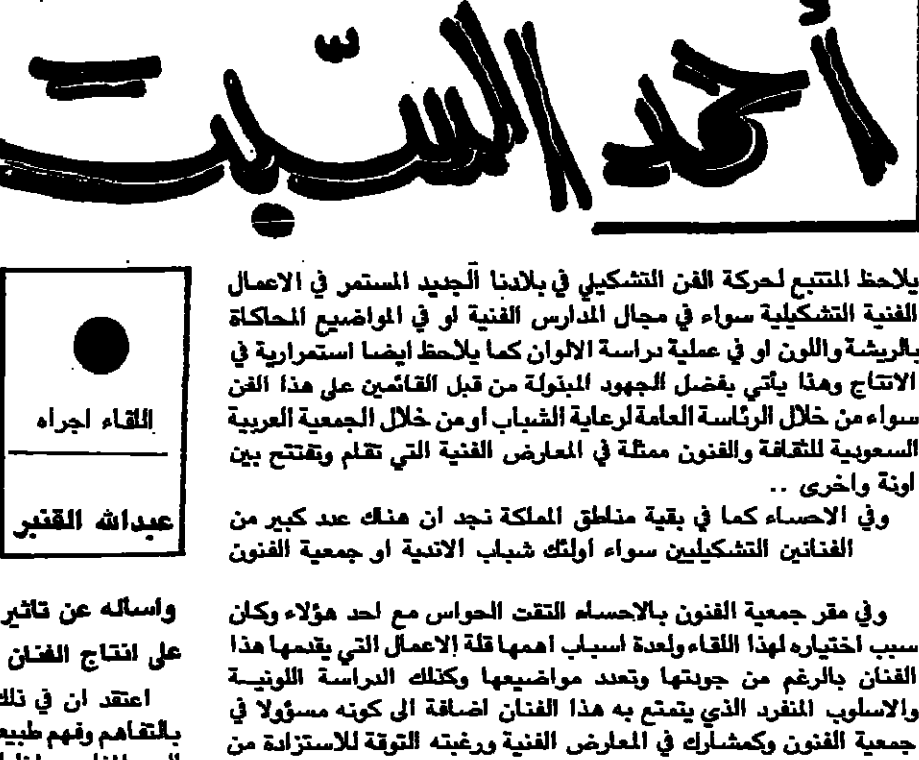 أحمد السّبت
يلاحظ المتتبع لحركة الفن التشكيلي في بلادنا الجديد المستمر في الاعمال
الفنية التشكيلية سواء في مجال المدارس الفنية او في المواضيع المحاكاة
بالريشة واللون او في عملية دراسة الالوان كما يلاحظ ايضا استمرارية في
الانتاج وهذا يأتي بفضل الجهود المبذولة من قبل القائمين على هذا الفن
سواء من خلال الرئاسة العامة لرعاية الشباب او من خلال الجمعية العربية
السعودية للثقافة والفنون ممثلة في المعارض الفنية التي تقام وتفتتح بين
اونة واخرى ..
وفي الاحساء كما في بقية مناطق الملكة نجد ان هناك عدد كبير من
الفنانين التشكيليين سواء اولئك شباب الاندية او جمعية الفنون
وفي مقر جمعية الفنون بالاحساء التقت الحواس مع احد هؤلاء وكان
سبب اختياره لهذا اللقاء ولعدة اسباب اهمها قلة الاعمال التي يقدمها هذا
الفنان بالرغم من جودتها وتعدد مواضيعها وكذلك الدراسة اللونية
والاسلوب المنفرد الذي يتمتع به هذا الفنان اضافة الى كونه مسؤولا في
جمعية الفنون وكمشارك في المعارض الفنية ورغبته التوقة للاستزادة من
اللقاء اجراه
عبدالله القنبر
واسأله عن تاثير
على انتاج الفنان
اعتقد ان في ذلك
بالتفاهم وفهم طبيع